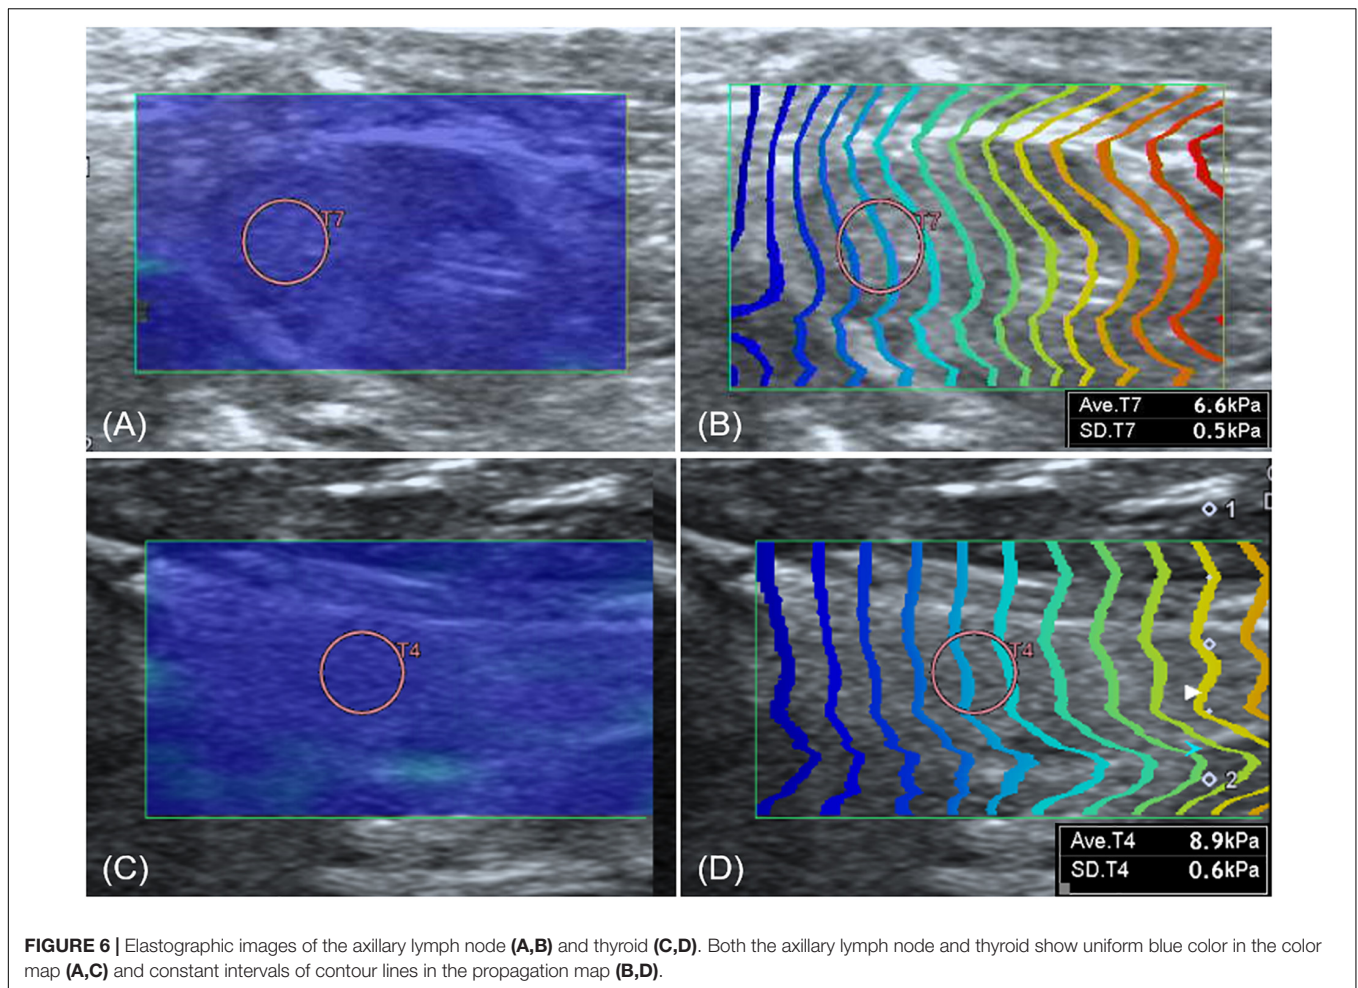 T7
T7
2
(A)
(B)
Ave.T7 6.6kPa
SD.T7 0.5kPa
1
T4
T4
2
(C)
(D)
Ave.T4 8.9kPa
SD.T4 0.6kPa
FIGURE 6 | Elastographic images of the axillary lymph node (A,B) and thyroid (C,D). Both the axillary lymph node and thyroid show uniform blue color in the color
map (A,C) and constant intervals of contour lines in the propagation map (B,D).